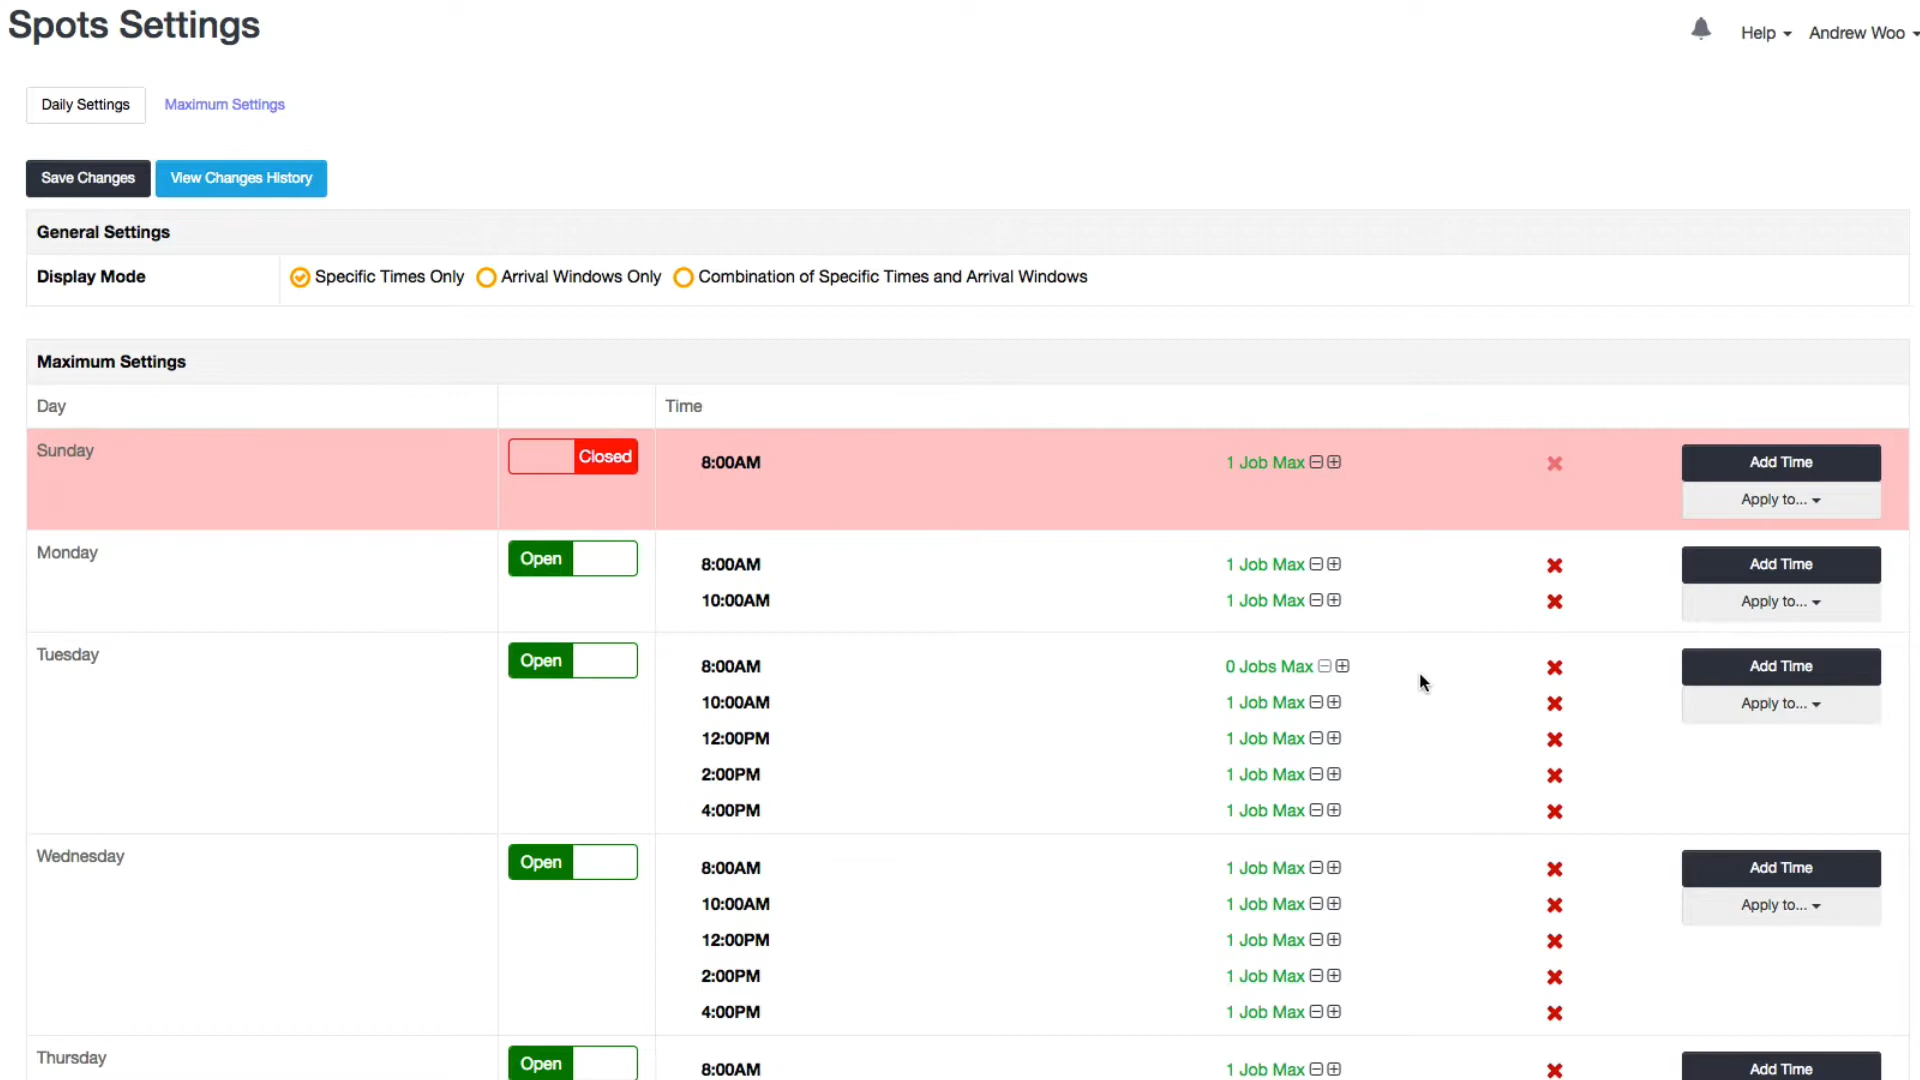 Spots Settings
Help
Andrew Woo
Daily Settings
Maximum Settings
Save Changes
View Changes History
General Settings
Display Mode
Specific Times Only
Arrival Windows Only
Combination of Specific Times and Arrival Windows
Maximum Settings
Day
Time
Sunday
Closed
8:00AM
1 Job Max
Add Time
Apply to...
Monday
Open
8:00AM
1 Job Max
10:00AM
1 Job Max
Add Time
Apply to...
Tuesday
Open
8:00AM
0 Jobs Max
10:00AM
1 Job Max
12:00PM
1 Job Max
2:00PM
1 Job Max
4:00PM
1 Job Max
Add Time
Apply to...
Wednesday
Open
8:00AM
1 Job Max
10:00AM
1 Job Max
12:00PM
1 Job Max
2:00PM
1 Job Max
4:00PM
1 Job Max
Add Time
Apply to...
Thursday
Open
8:00AM
1 Job Max
Add Time